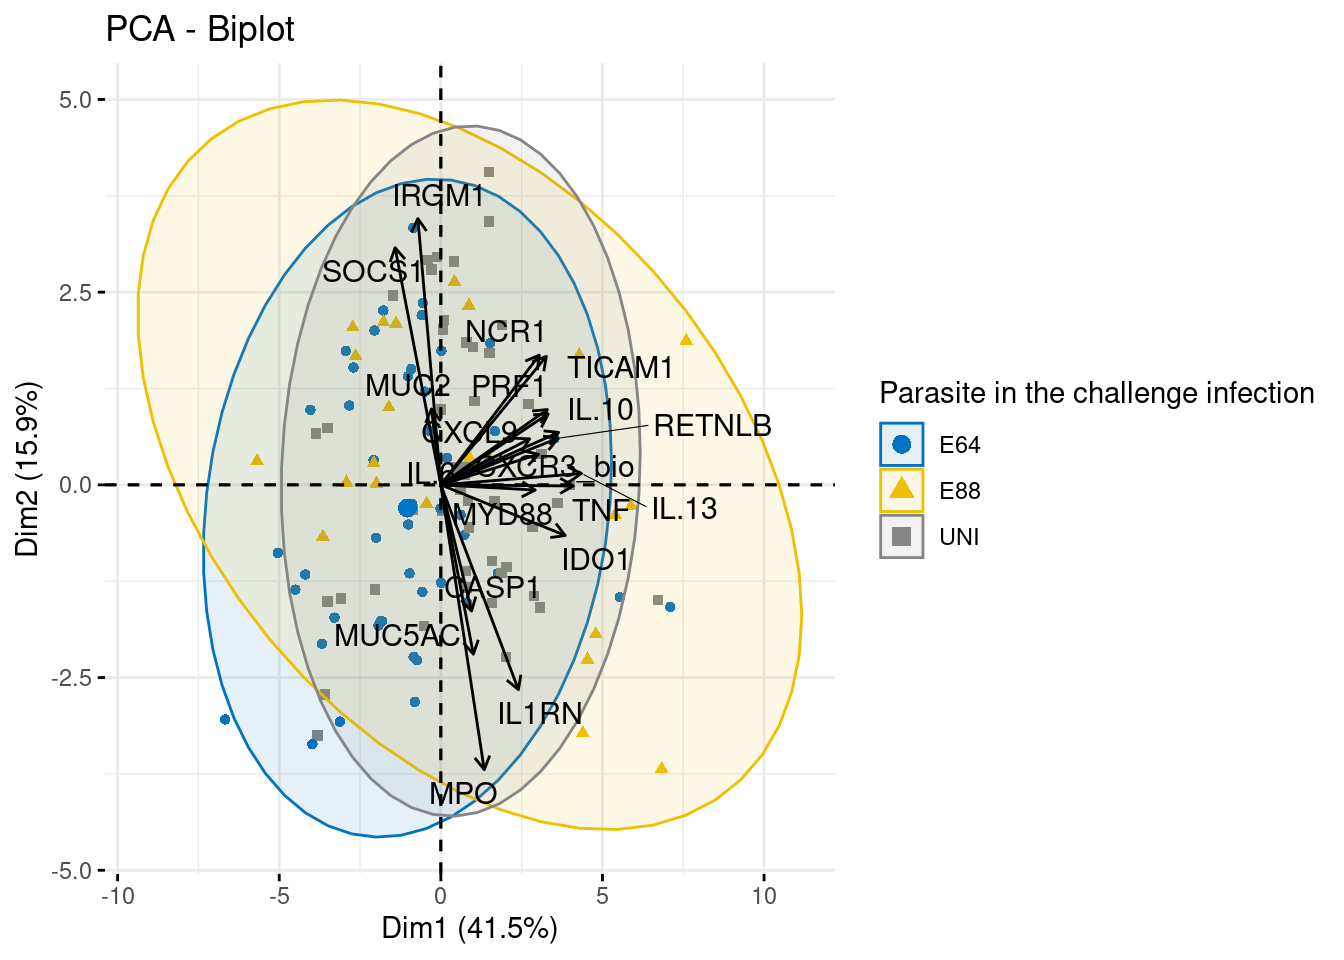 PCA - Biplot
5.0
2.5
0.0
-2.5
-5.0
Dim2 (15.9%)
-10
-5
0
5
10
Dim1 (41.5%)
IRGM1
SOCS1
NCR1
TICAM1
MUC2
PRF1
IL.10
RETNLB
CXCL9
IL.6
CXCR3_bio
IL.13
MYD88
TNF
IDO1
CASP1
MUC5AC
IL1RN
MPO
Parasite in the challenge infection
E64
E88
UNI